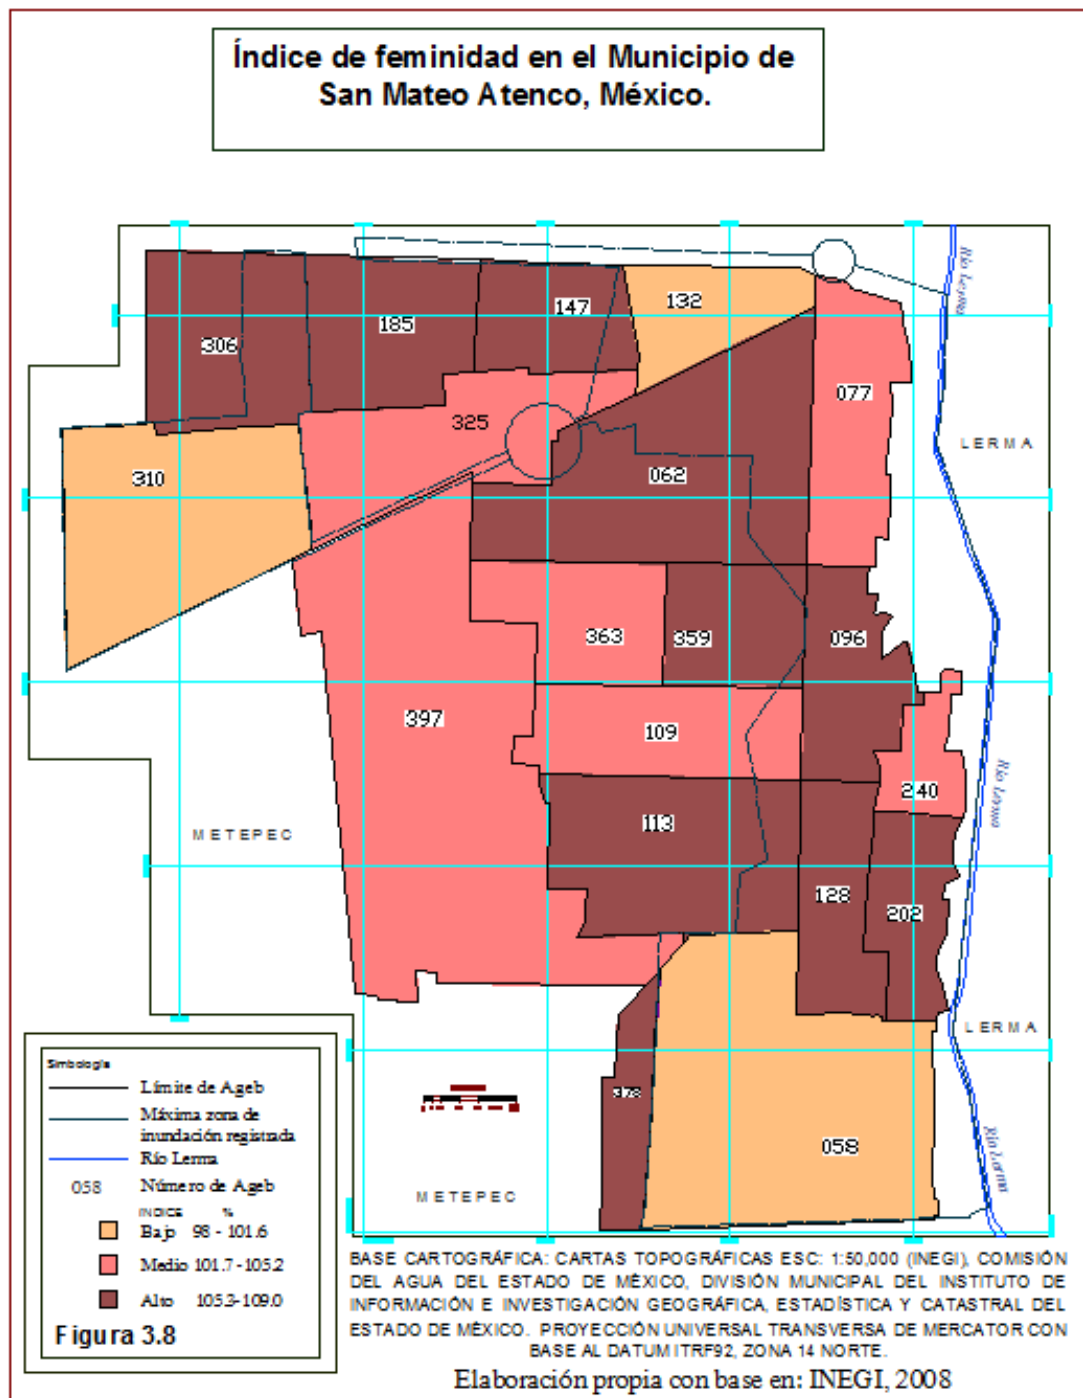 Índice de feminidad en el Municipio de
San Mateo Atenco, México.
Río Lerma
132
147
185
306
077
325
LERMA
062
310
363
359
096
397
109
Río Lerma
240
113
METEPEC
128
202
LERMA
378
Río Lerma
058
METEPEC
Simbología
Límite de Ageb
Máxima zona de
inundación registrada
Río Lerma
058 Número de Ageb
INDICE %
Bajo 98 - 101.6
Medio 101.7 - 105.2
Alto 105.3-109.0
Figura 3.8
BASE CARTOGRÁFICA: CARTAS TOPOGRÁFICAS ESC: 1:50,000 (INEGI), COMISIÓN
DEL AGUA DEL ESTADO DE MÉXICO, DIVISIÓN MUNICIPAL DEL INSTITUTO DE
INFORMACIÓN E INVESTIGACIÓN GEOGRÁFICA, ESTADÍSTICA Y CATASTRAL DEL
ESTADO DE MÉXICO. PROYECCIÓN UNIVERSAL TRANSVERSA DE MERCATOR CON
BASE AL DATUM ITRF92, ZONA 14 NORTE.
Elaboración propia con base en: INEGI, 2008